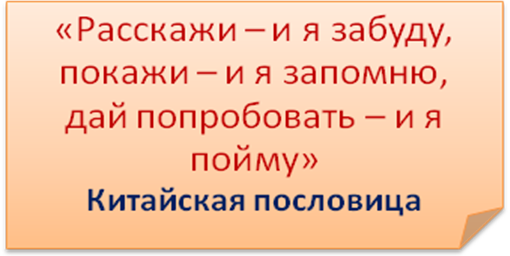 «Расскажи – и я забуду,
покажи – и я запомню,
дай попробовать – и я
пойму»
Китайская пословица